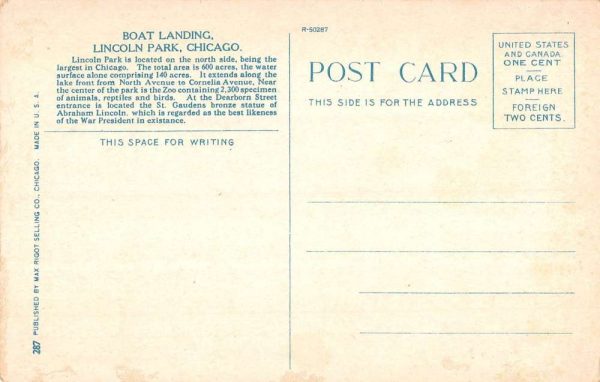 BOAT LANDING,
LINCOLN PARK, CHICAGO.
Lincoln Park is located on the north side, being the
largest in Chicago. The total area is 600 acres, the water
surface alone comprising 140 acres. It extends along the
lake front from North Avenue to Cornelia Avenue, Near
the center of the park is the Zoo containing 2,300 specimen
of animals, reptiles and birds. At the Dearborn Street
entrance is located the St. Gaudens bronze statue of
Abraham Lincoln, which is regarded as the best likeness
of the War President in existance.
THIS SPACE FOR WRITING
287 PUBLISHED BY MAX RIGOT SELLING CO., CHICAGO. MADE IN U. S. A.
R-50287
POST CARD
THIS SIDE IS FOR THE ADDRESS
UNITED STATES
AND CANADA
ONE CENT
PLACE
STAMP HERE
FOREIGN
TWO CENTS.